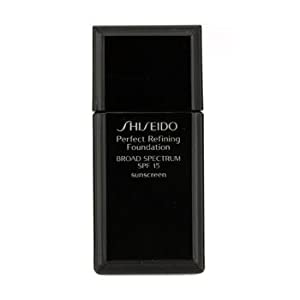 SHISEIDO
Perfect Refining
Foundation
BROAD SPECTRUM
SPF 15
sunscreen